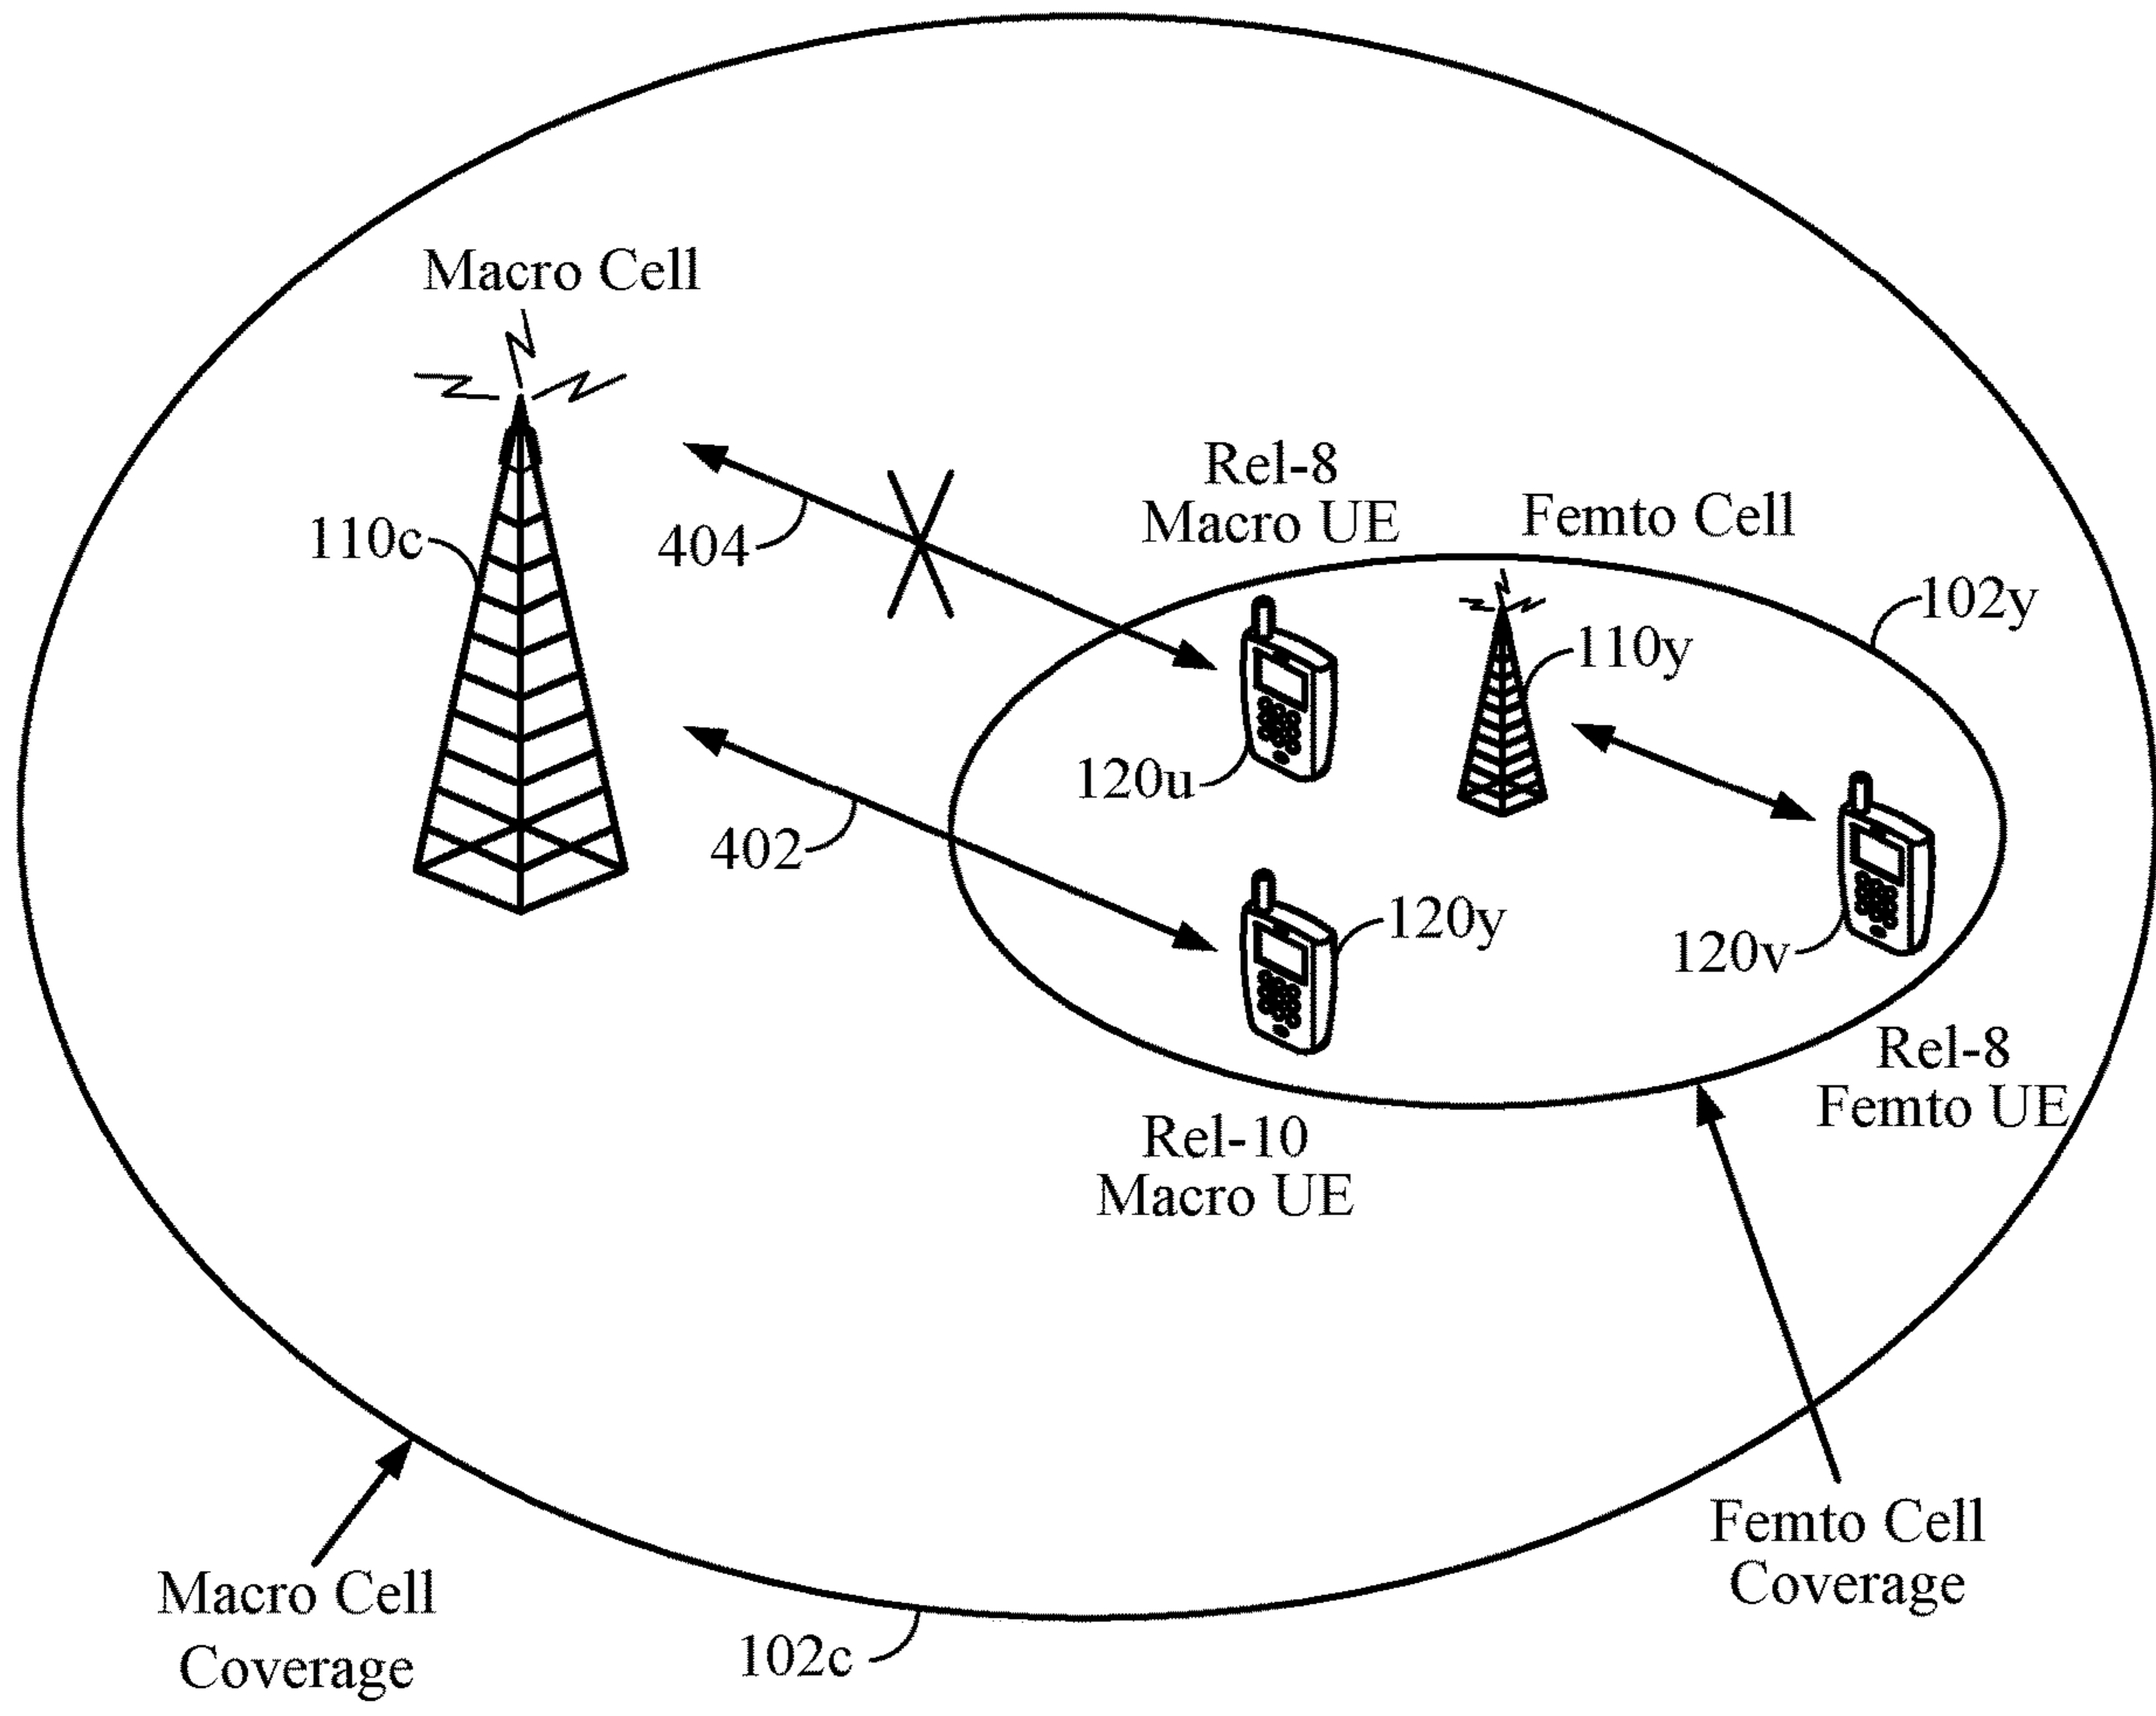 Macro Cell
Rel-8
Macro UE
Femto Cell
110c
404
102y
110y
120u
402
120y
120v
Rel-8
Femto UE
Rel-10
Macro UE
Femto Cell
Coverage
Macro Cell
Coverage
102c